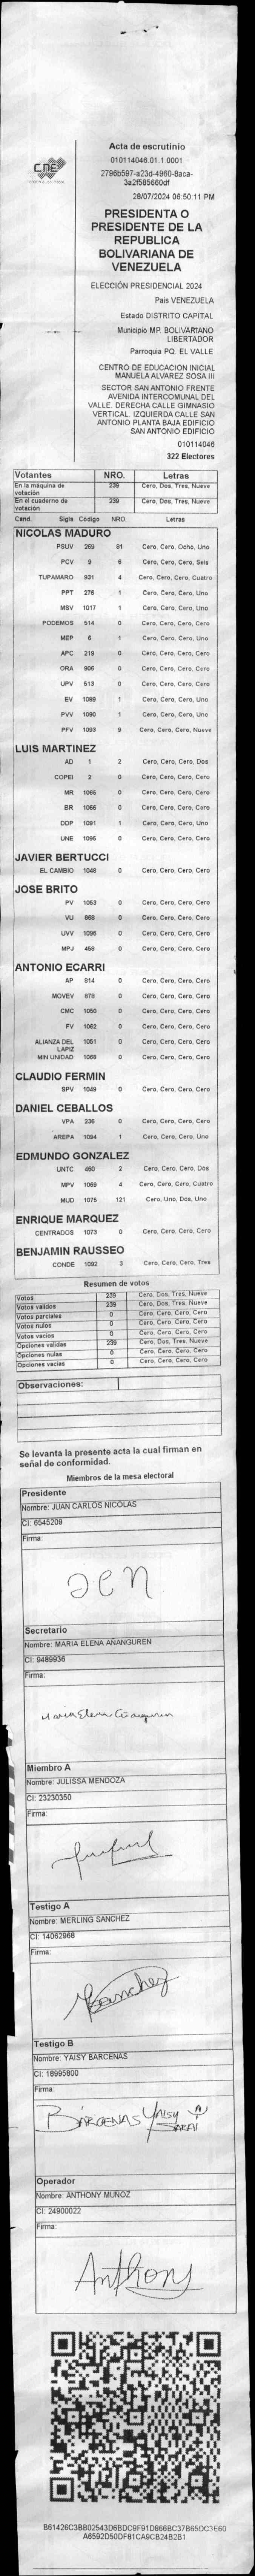 CNE
Acta de escrutinio
010114046.01.1.0001
2796b597-a23d-4960-8aca-
3a2f565660df
28/07/2024 06:50:11 PM
PRESIDENTA O
PRESIDENTE DE LA
REPUBLICA
BOLIVARIANA DE
VENEZUELA
ELECCIÓN PRESIDENCIAL 2024
Pais VENEZUELA
Estado DISTRITO CAPITAL
Municipio MP. BOLIVARIANO
LIBERTADOR
Parroquia PQ. EL VALLE
CENTRO DE EDUCACION INICIAL
MANUELA ALVAREZ SOSA III
SECTOR SAN ANTONIO FRENTE
AVENIDA INTERCOMUNAL DEL
VALLE. DERECHA CALLE GIMNASIO
VERTICAL. IZQUIERDA CALLE SAN
ANTONIO PLANTA BAJA EDIFICIO
SAN ANTONIO EDIFICIO
010114046
322 Electores
Votantes NRO. Letras
En la máquina de votación 239 Cero, Dos, Tres, Nueve
En el cuaderno de votación 239 Cero, Dos, Tres, Nueve
Cand. Sigla Código NRO. Letras
NICOLAS MADURO
PSUV 269 81 Cero, Cero, Ocho, Uno
PCV 9 6 Cero, Cero, Cero, Seis
TUPAMARO 931 4 Cero, Cero, Cero, Cuatro
PPT 276 1 Cero, Cero, Cero, Uno
MSV 1017 1 Cero, Cero, Cero, Uno
PODEMOS 514 0 Cero, Cero, Cero, Cero
MEP 6 1 Cero, Cero, Cero, Uno
APC 219 0 Cero, Cero, Cero, Cero
ORA 906 0 Cero, Cero, Cero, Cero
UPV 513 0 Cero, Cero, Cero, Cero
EV 1089 1 Cero, Cero, Cero, Uno
PVV 1090 1 Cero, Cero, Cero, Uno
PFV 1093 9 Cero, Cero, Cero, Nueve
LUIS MARTINEZ
AD 1 2 Cero, Cero, Cero, Dos
COPEI 2 0 Cero, Cero, Cero, Cero
MR 1065 0 Cero, Cero, Cero, Cero
BR 1066 0 Cero, Cero, Cero, Cero
DDP 1091 1 Cero, Cero, Cero, Uno
UNE 1095 0 Cero, Cero, Cero, Cero
JAVIER BERTUCCI
EL CAMBIO 1048 0 Cero, Cero, Cero, Cero
JOSE BRITO
PV 1053 0 Cero, Cero, Cero, Cero
VU 868 0 Cero, Cero, Cero, Cero
UVV 1096 0 Cero, Cero, Cero, Cero
MPJ 459 0 Cero, Cero, Cero, Cero
ANTONIO ECARRI
AP 814 0 Cero, Cero, Cero, Cero
MOVEV 878 0 Cero, Cero, Cero, Cero
CMC 1050 0 Cero, Cero, Cero, Cero
FV 1062 0 Cero, Cero, Cero, Cero
ALIANZA DEL LAPIZ 1051 0 Cero, Cero, Cero, Cero
MIN UNIDAD 1069 0 Cero, Cero, Cero, Cero
CLAUDIO FERMIN
SPV 1049 0 Cero, Cero, Cero, Cero
DANIEL CEBALLOS
VPA 236 0 Cero, Cero, Cero, Cero
AREPA 1094 1 Cero, Cero, Cero, Uno
EDMUNDO GONZALEZ
UNTC 460 2 Cero, Cero, Cero, Dos
MPV 1069 4 Cero, Cero, Cero, Cuatro
MUD 1075 121 Cero, Uno, Dos, Uno
ENRIQUE MARQUEZ
CENTRADOS 1073 0 Cero, Cero, Cero, Cero
BENJAMIN RAUSSEO
CONDE 1092 3 Cero, Cero, Cero, Tres
Resumen de votos
Votos 239 Cero, Dos, Tres, Nueve
Votos validos 239 Cero, Dos, Tres, Nueve
Votos parciales 0 Cero, Cero, Cero, Cero
Votos nulos 0 Cero, Cero, Cero, Cero
Votos vacios 0 Cero, Cero, Cero, Cero
Opciones validas 239 Cero, Dos, Tres, Nueve
Opciones nulas 0 Cero, Cero, Cero, Cero
Opciones vacias 0 Cero, Cero, Cero, Cero
Observaciones:
Se levanta la presente acta la cual firman en
señal de conformidad.
Miembros de la mesa electoral
Presidente
Nombre: JUAN CARLOS NICOLAS
CI: 6545209
Firma:
Secretario
Nombre: MARIA ELENA AÑANGUREN
CI: 9489936
Firma:
Maria Elena
Miembro A
Nombre: JULISSA MENDOZA
CI: 23230350
Firma:
Testigo A
Nombre: MERLING SANCHEZ
CI: 14062968
Firma:
Sanchez
Testigo B
Nombre: YAISY BARCENAS
CI: 18995800
Firma:
BARCENAS YAISY
SARAI
Operador
Nombre: ANTHONY MUÑOZ
CI: 24900022
Firma:
Anthony
B61426C3BB02543D6BDC9F91D866BC37B65DC3E60
A6592D50DF81CA9CB24B2B1